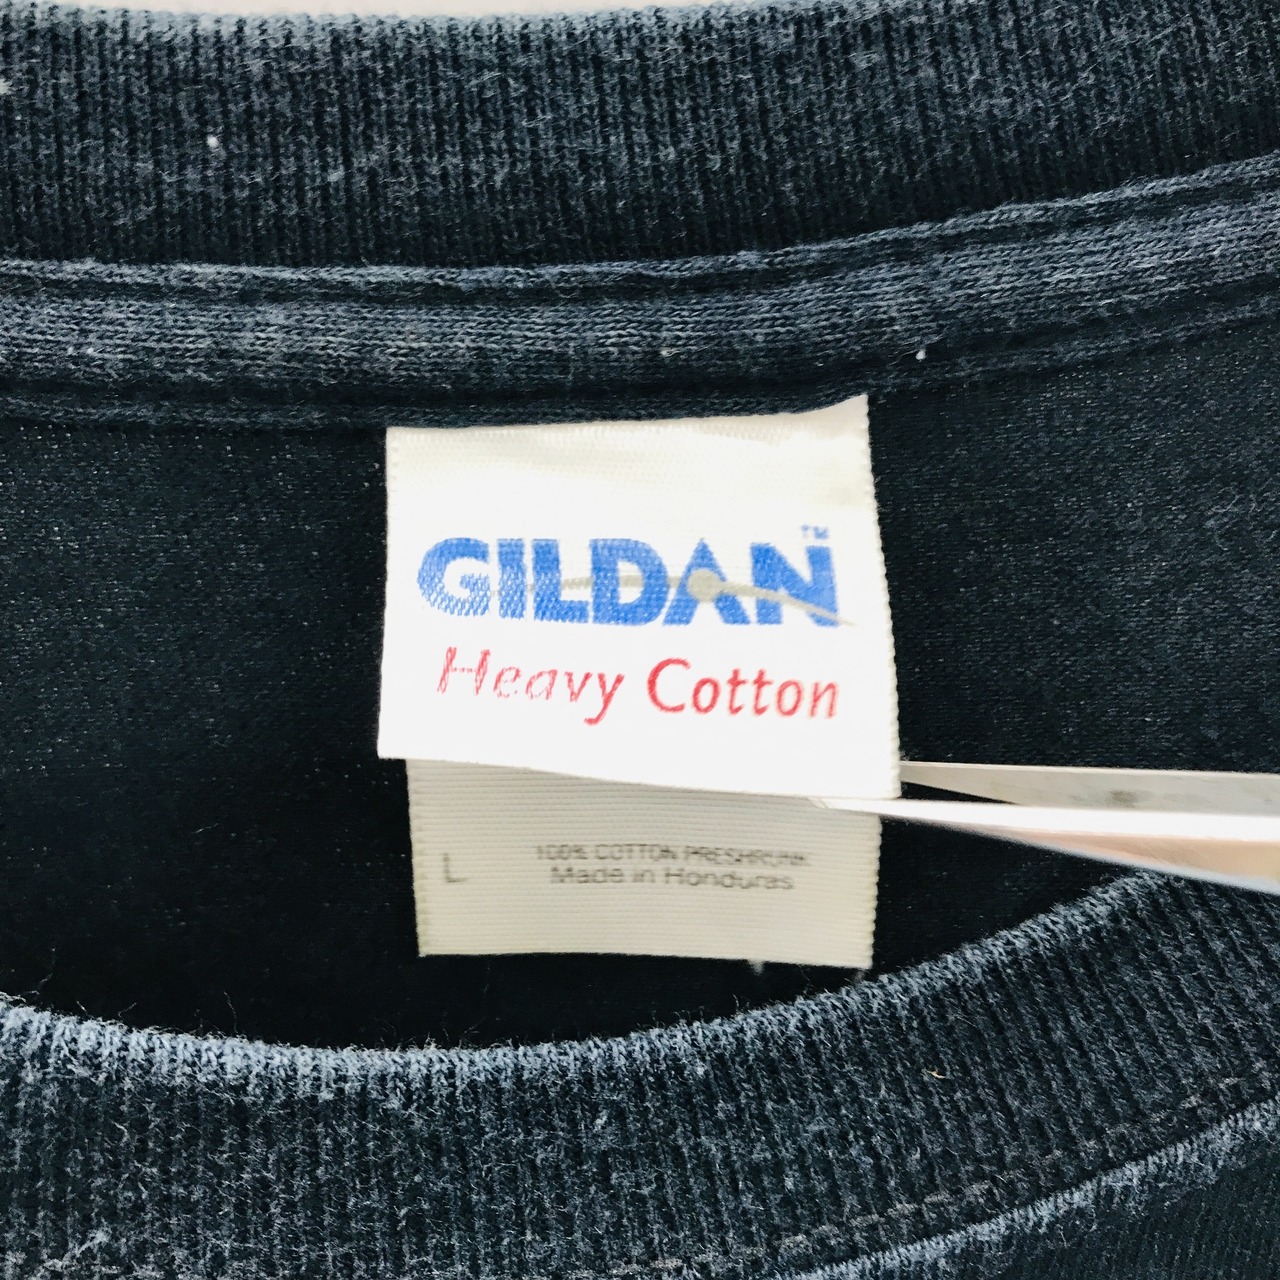 GILDAN™
Heavy Cotton
L
100% COTTON PRESHRUNK
Made in Honduras